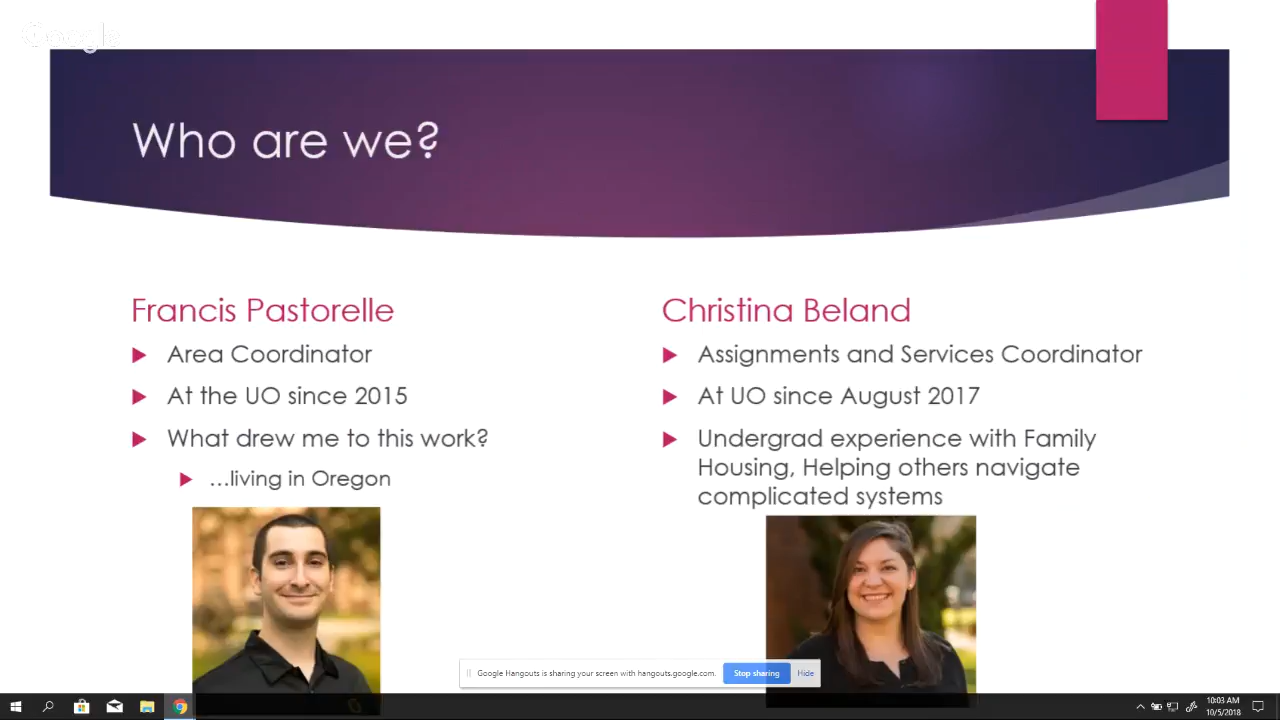 Google
Who are we?
Francis Pastorelle
Area Coordinator
At the UO since 2015
What drew me to this work?
...living in Oregon
Christina Beland
Assignments and Services Coordinator
At UO since August 2017
Undergrad experience with Family
Housing, Helping others navigate
complicated systems
Google Hangouts is sharing your screen with hangouts.google.com.
Stop sharing
Hide
10:03 AM
10/5/2018